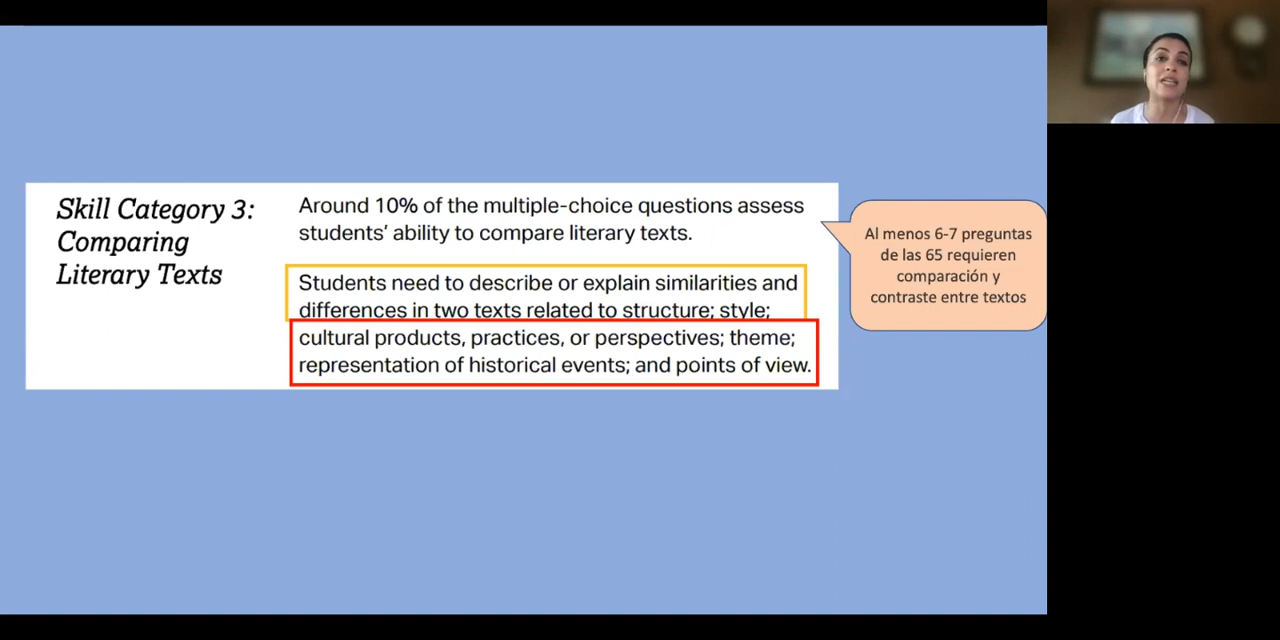 Skill Category 3:
Comparing
Literary Texts
Around 10% of the multiple-choice questions assess
students’ ability to compare literary texts.
Students need to describe or explain similarities and
differences in two texts related to structure; style;
cultural products, practices, or perspectives; theme;
representation of historical events; and points of view.
Al menos 6-7 preguntas
de las 65 requieren
comparación y
contraste entre textos